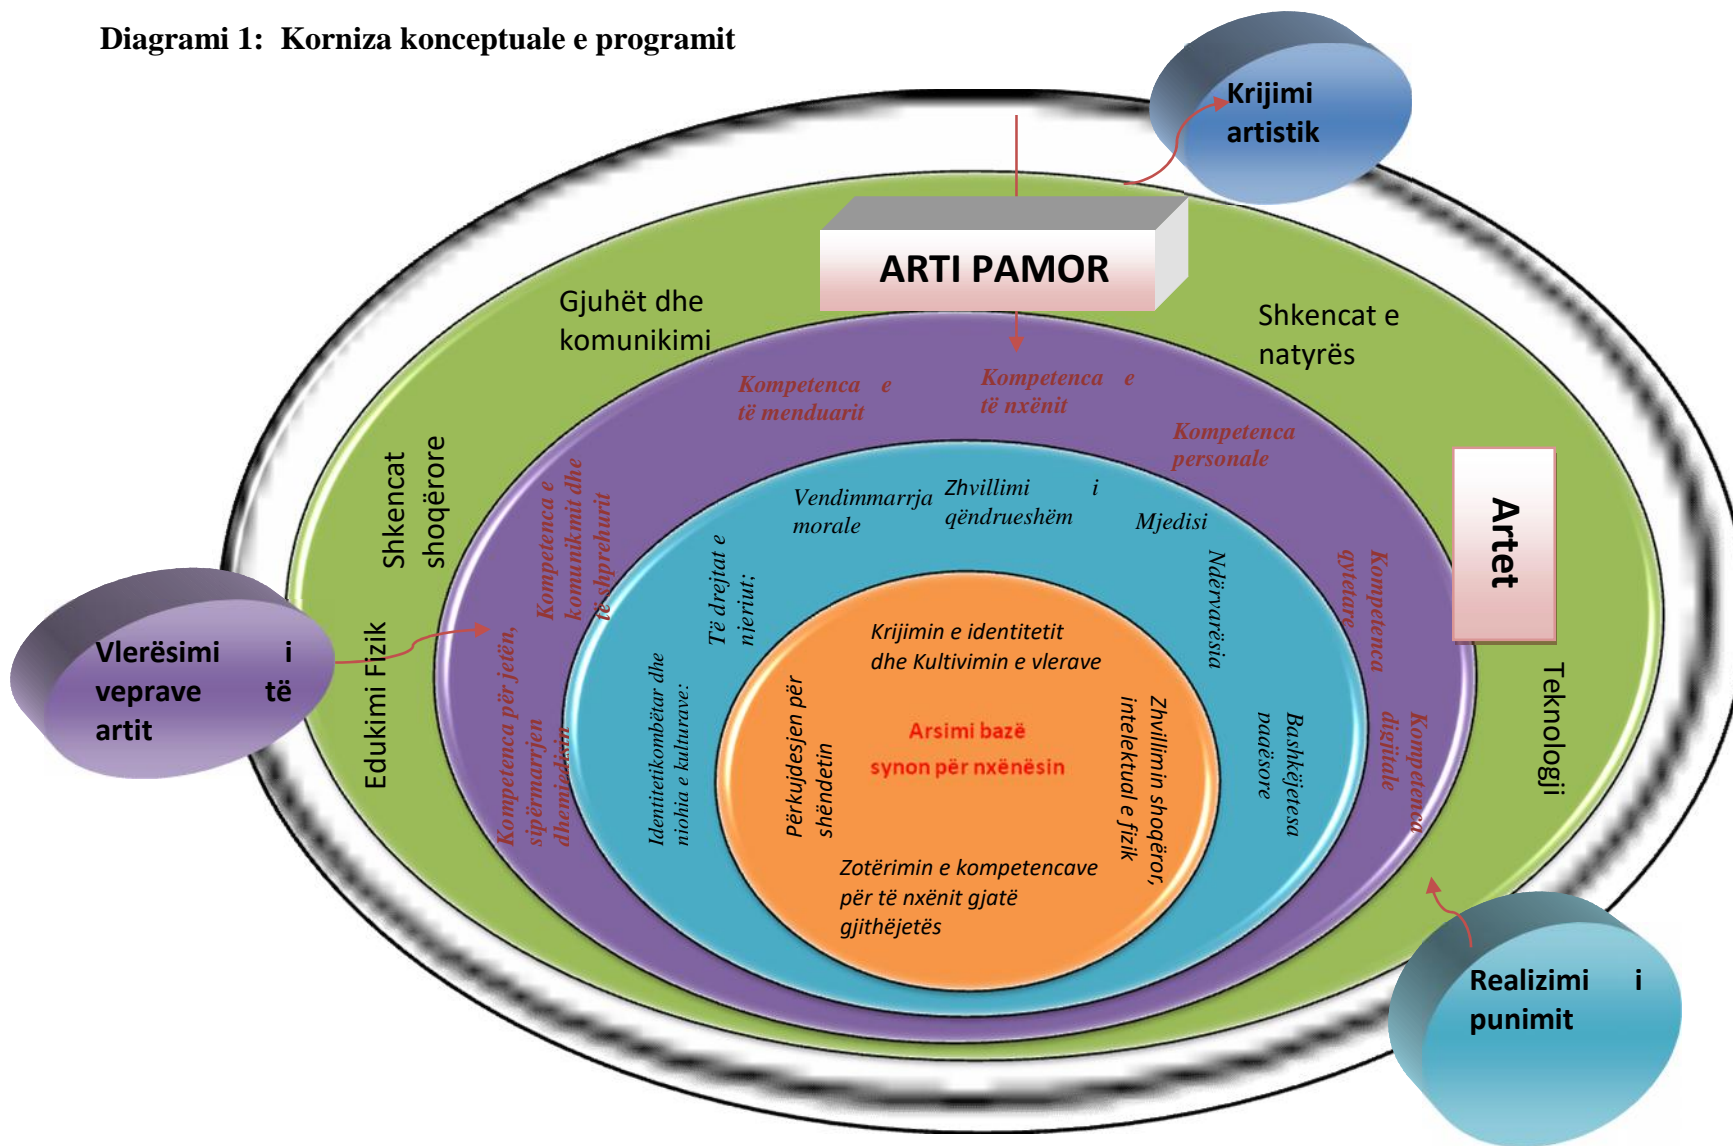 Diagrami 1: Korniza konceptuale e programit
Krijimi
artistik
ARTI PAMOR
Gjuhët dhe
komunikimi
Shkencat e
natyrës
Shkencat
shoqërore
Edukimi Fizik
Artet
Teknologji
Kompetenca e
të menduarit
Kompetenca e
të nxënit
Kompetenca
personale
Kompetenca e
komunikmit dhe
të shprehurit
Kompetenca për jetën,
sipërmarrjen
dhemjedisin
Kompetenca
qytetare
Kompetenca
digjitale
Vendimmarrja
morale
Zhvillimi i
qëndrueshëm
Mjedisi
Të drejtat e
njeriut;
Ndërvarësia
Identitetikombëtar dhe
njohja e kulturave:
Bashkëjetesa
paqësore
Krijimin e identitetit
dhe Kultivimin e vlerave
Përkujdesjen për
shëndetin
Arsimi bazë
synon për nxënësin
Zhvillimin shoqëror,
intelektual e fizik
Zotërimin e kompetencave
për të nxënit gjatë
gjithëjetës
Vlerësimi i
veprave të
artit
Realizimi i
punimit